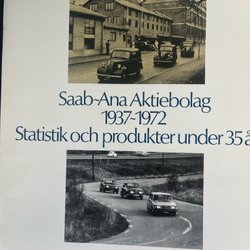 Saab-Ana Aktiebolag
1937-1972
Statistik och produkter under 35